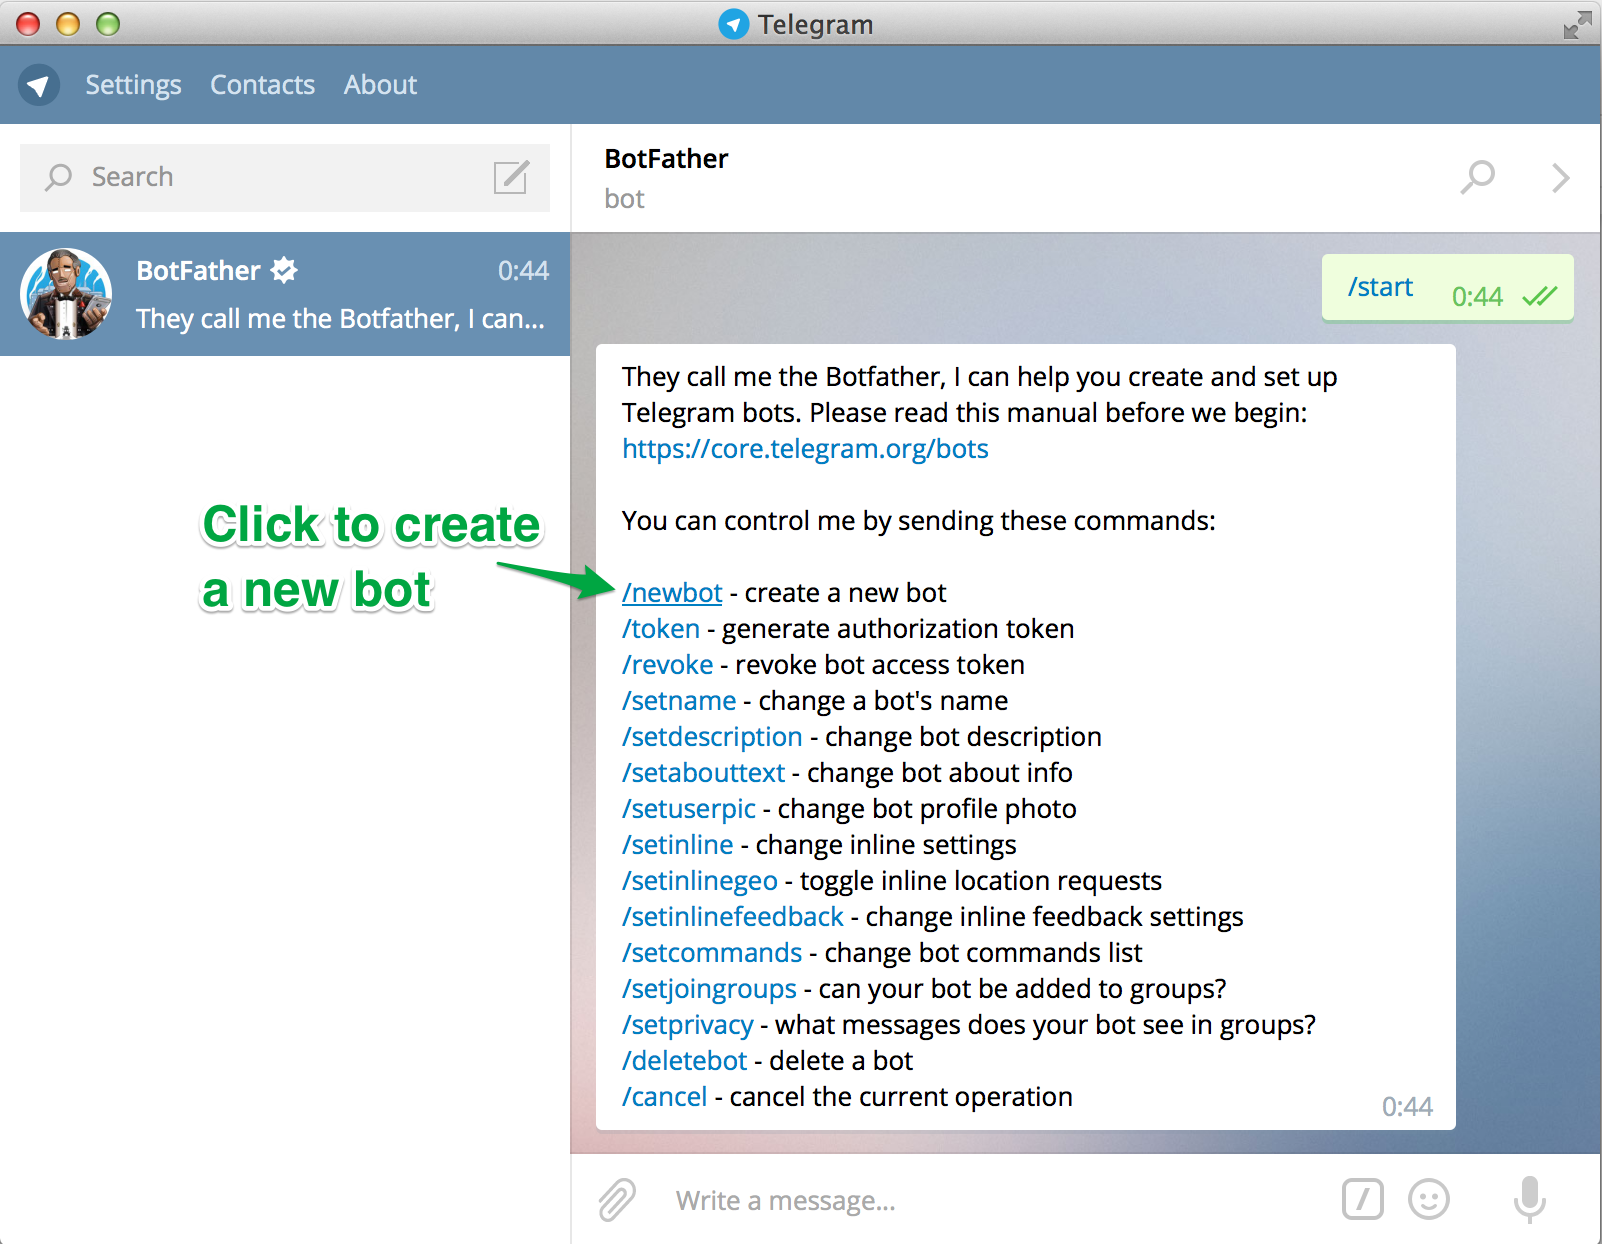 Telegram
Settings Contacts About
Search
BotFather
bot
BotFather 0:44
They call me the Botfather, I can...
/start 0:44
They call me the Botfather, I can help you create and set up
Telegram bots. Please read this manual before we begin:
https://core.telegram.org/bots
You can control me by sending these commands:
Click to create
a new bot
/newbot - create a new bot
/token - generate authorization token
/revoke - revoke bot access token
/setname - change a bot's name
/setdescription - change bot description
/setabouttext - change bot about info
/setuserpic - change bot profile photo
/setinline - change inline settings
/setinlinegeo - toggle inline location requests
/setinlinefeedback - change inline feedback settings
/setcommands - change bot commands list
/setjoingroups - can your bot be added to groups?
/setprivacy - what messages does your bot see in groups?
/deletebot - delete a bot
/cancel - cancel the current operation
0:44
Write a message...